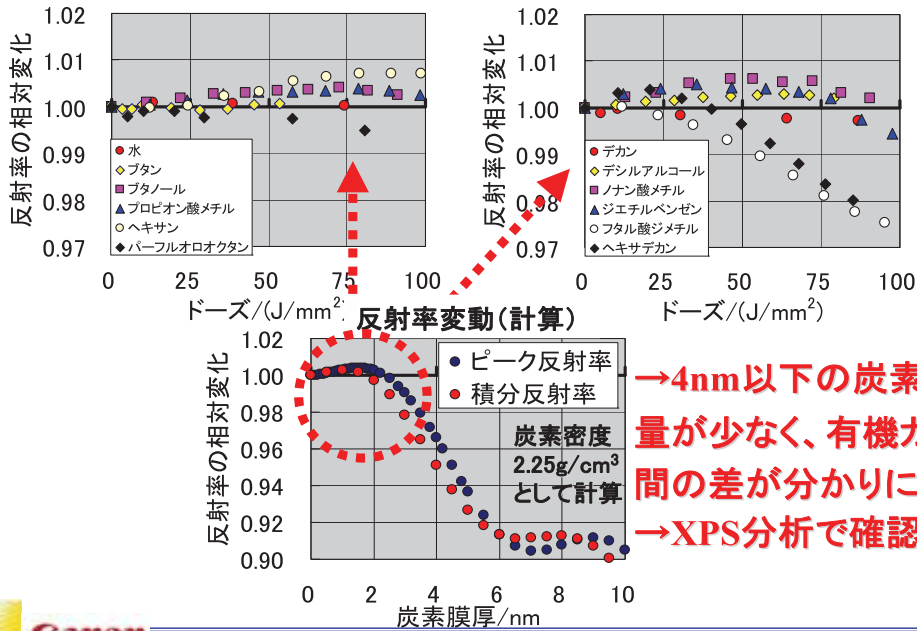 1.02
1.01
1.00
0.99
0.98
0.97
反射率の相対変化
水
ブタン
ブタノール
プロピオン酸メチル
ヘキサン
パーフルオロオクタン
0 25 50 75 100
ドーズ/(J/mm²
1.02
1.01
1.00
0.99
0.98
0.97
反射率の相対変化
デカン
デシルアルコール
ノナン酸メチル
ジエチルベンゼン
フタル酸ジメチル
ヘキサデカン
0 25 50 75 100
ドーズ/(J/mm²)
反射率変動(計算)
1.02
1.00
0.98
0.96
0.94
0.92
0.90
反射率の相対変化
ピーク反射率
積分反射率
炭素密度
2.25g/cm³
として計算
0 2 4 6 8 10
炭素膜厚/nm
→4nm以下の炭素
量が少なく、有機
間の差が分かりに
→XPS分析で確認